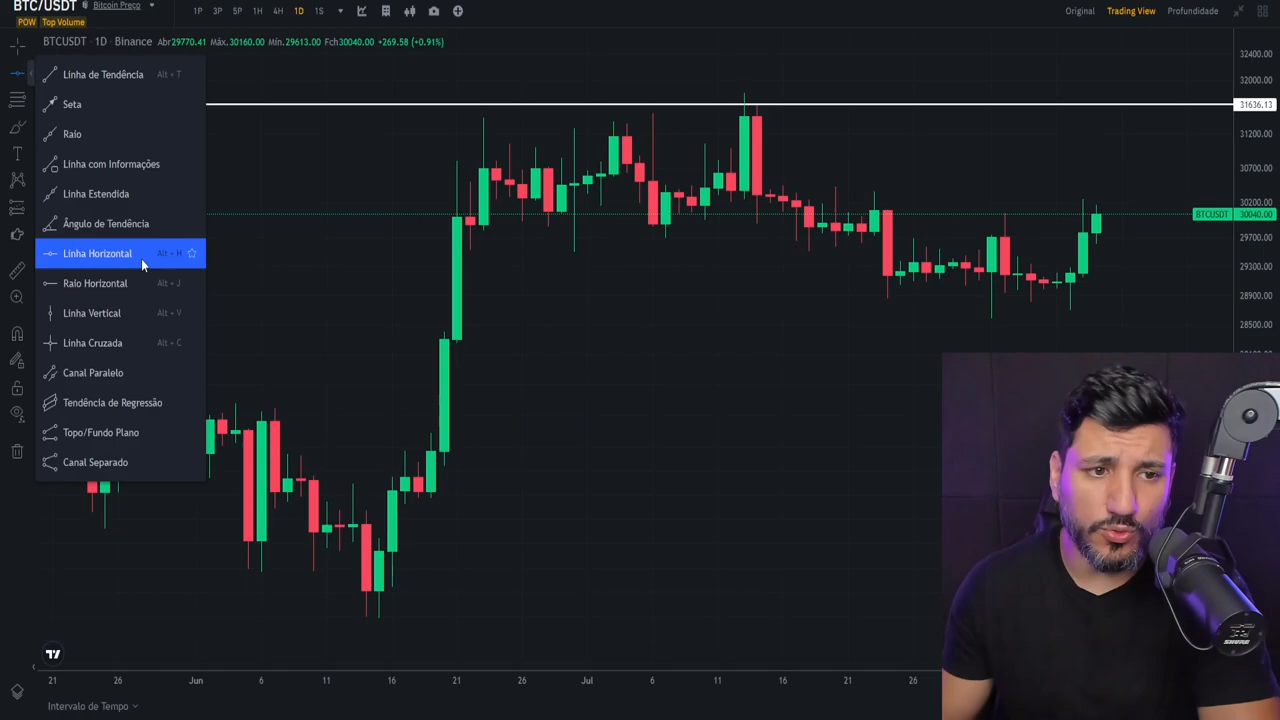 BTC/USDT Bitcoin Preço
POW Top Volume
1P 3P 5P 1H 4H 1D 1S
Original Trading View Profundidade
BTCUSDT · 1D · Binance Abr29770.41 Máx.30160.00 Mín.29613.00 Fch30040.00 +269.58 (+0.91%)
Linha de Tendência Alt + T
Seta
Raio
Linha com Informações
Linha Estendida
Ângulo de Tendência
Linha Horizontal Alt + H
Raio Horizontal Alt + J
Linha Vertical Alt + V
Linha Cruzada Alt + C
Canal Paralelo
Tendência de Regressão
Topo/Fundo Plano
Canal Separado
32400.00
32000.00
31636.13
31200.00
30700.00
30200.00
BTCUSDT 30040.00
29700.00
29300.00
28900.00
28500.00
SHURE
21 26 Jun 6 11 16 21 26 Jul 6 11 16 21 26
Intervalo de Tempo